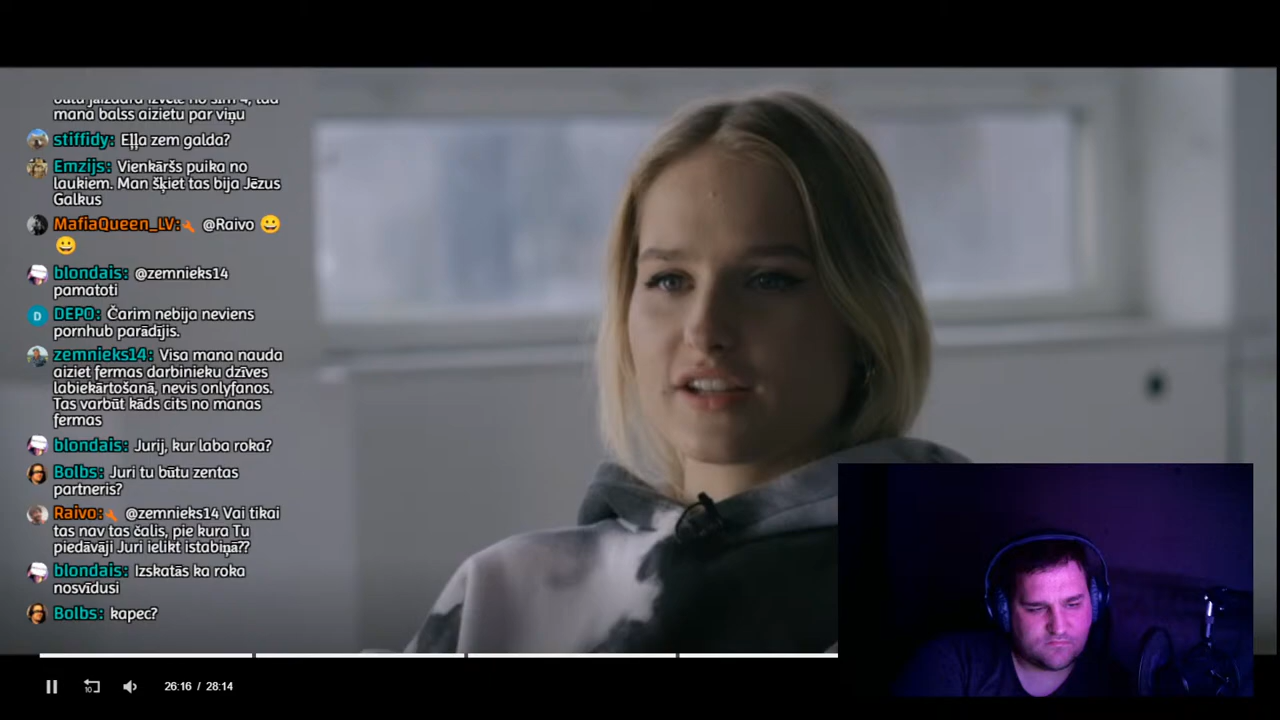 mana balss aizietu par viņu
stiffidy: Eļļa zem galda?
Emzijs: Vienkāršs puika no
laukiem. Man šķiet tas bija Jēzus
Galkus
MafiaQueen_LV: @Raivo 😀
😀
blondais: @zemnieks14
pamatoti
D DEPO: Čarim nebija neviens
pornhub parādījis.
zemnieks14: Visa mana nauda
aiziet fermas darbinieku dzīves
labiekārtošanā, nevis onlyfanos.
Tas varbūt kāds cits no manas
fermas
blondais: Jurij, kur laba roka?
Bolbs: Juri tu būtu zentas
partneris?
Raivo: @zemnieks14 Vai tikai
tas nav tas čalis, pie kura Tu
piedāvāji Juri ielikt istabiņā??
blondais: Izskatās ka roka
nosvīdusi
Bolbs: kapec?
10 26:16 / 28:14